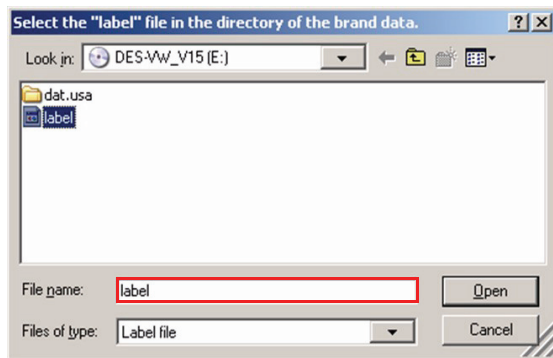 Select the "label" file in the directory of the brand data.
Look in: DES-VW_V15 (E:)
dat.usa
label
File name: label
Open
Files of type: Label file
Cancel